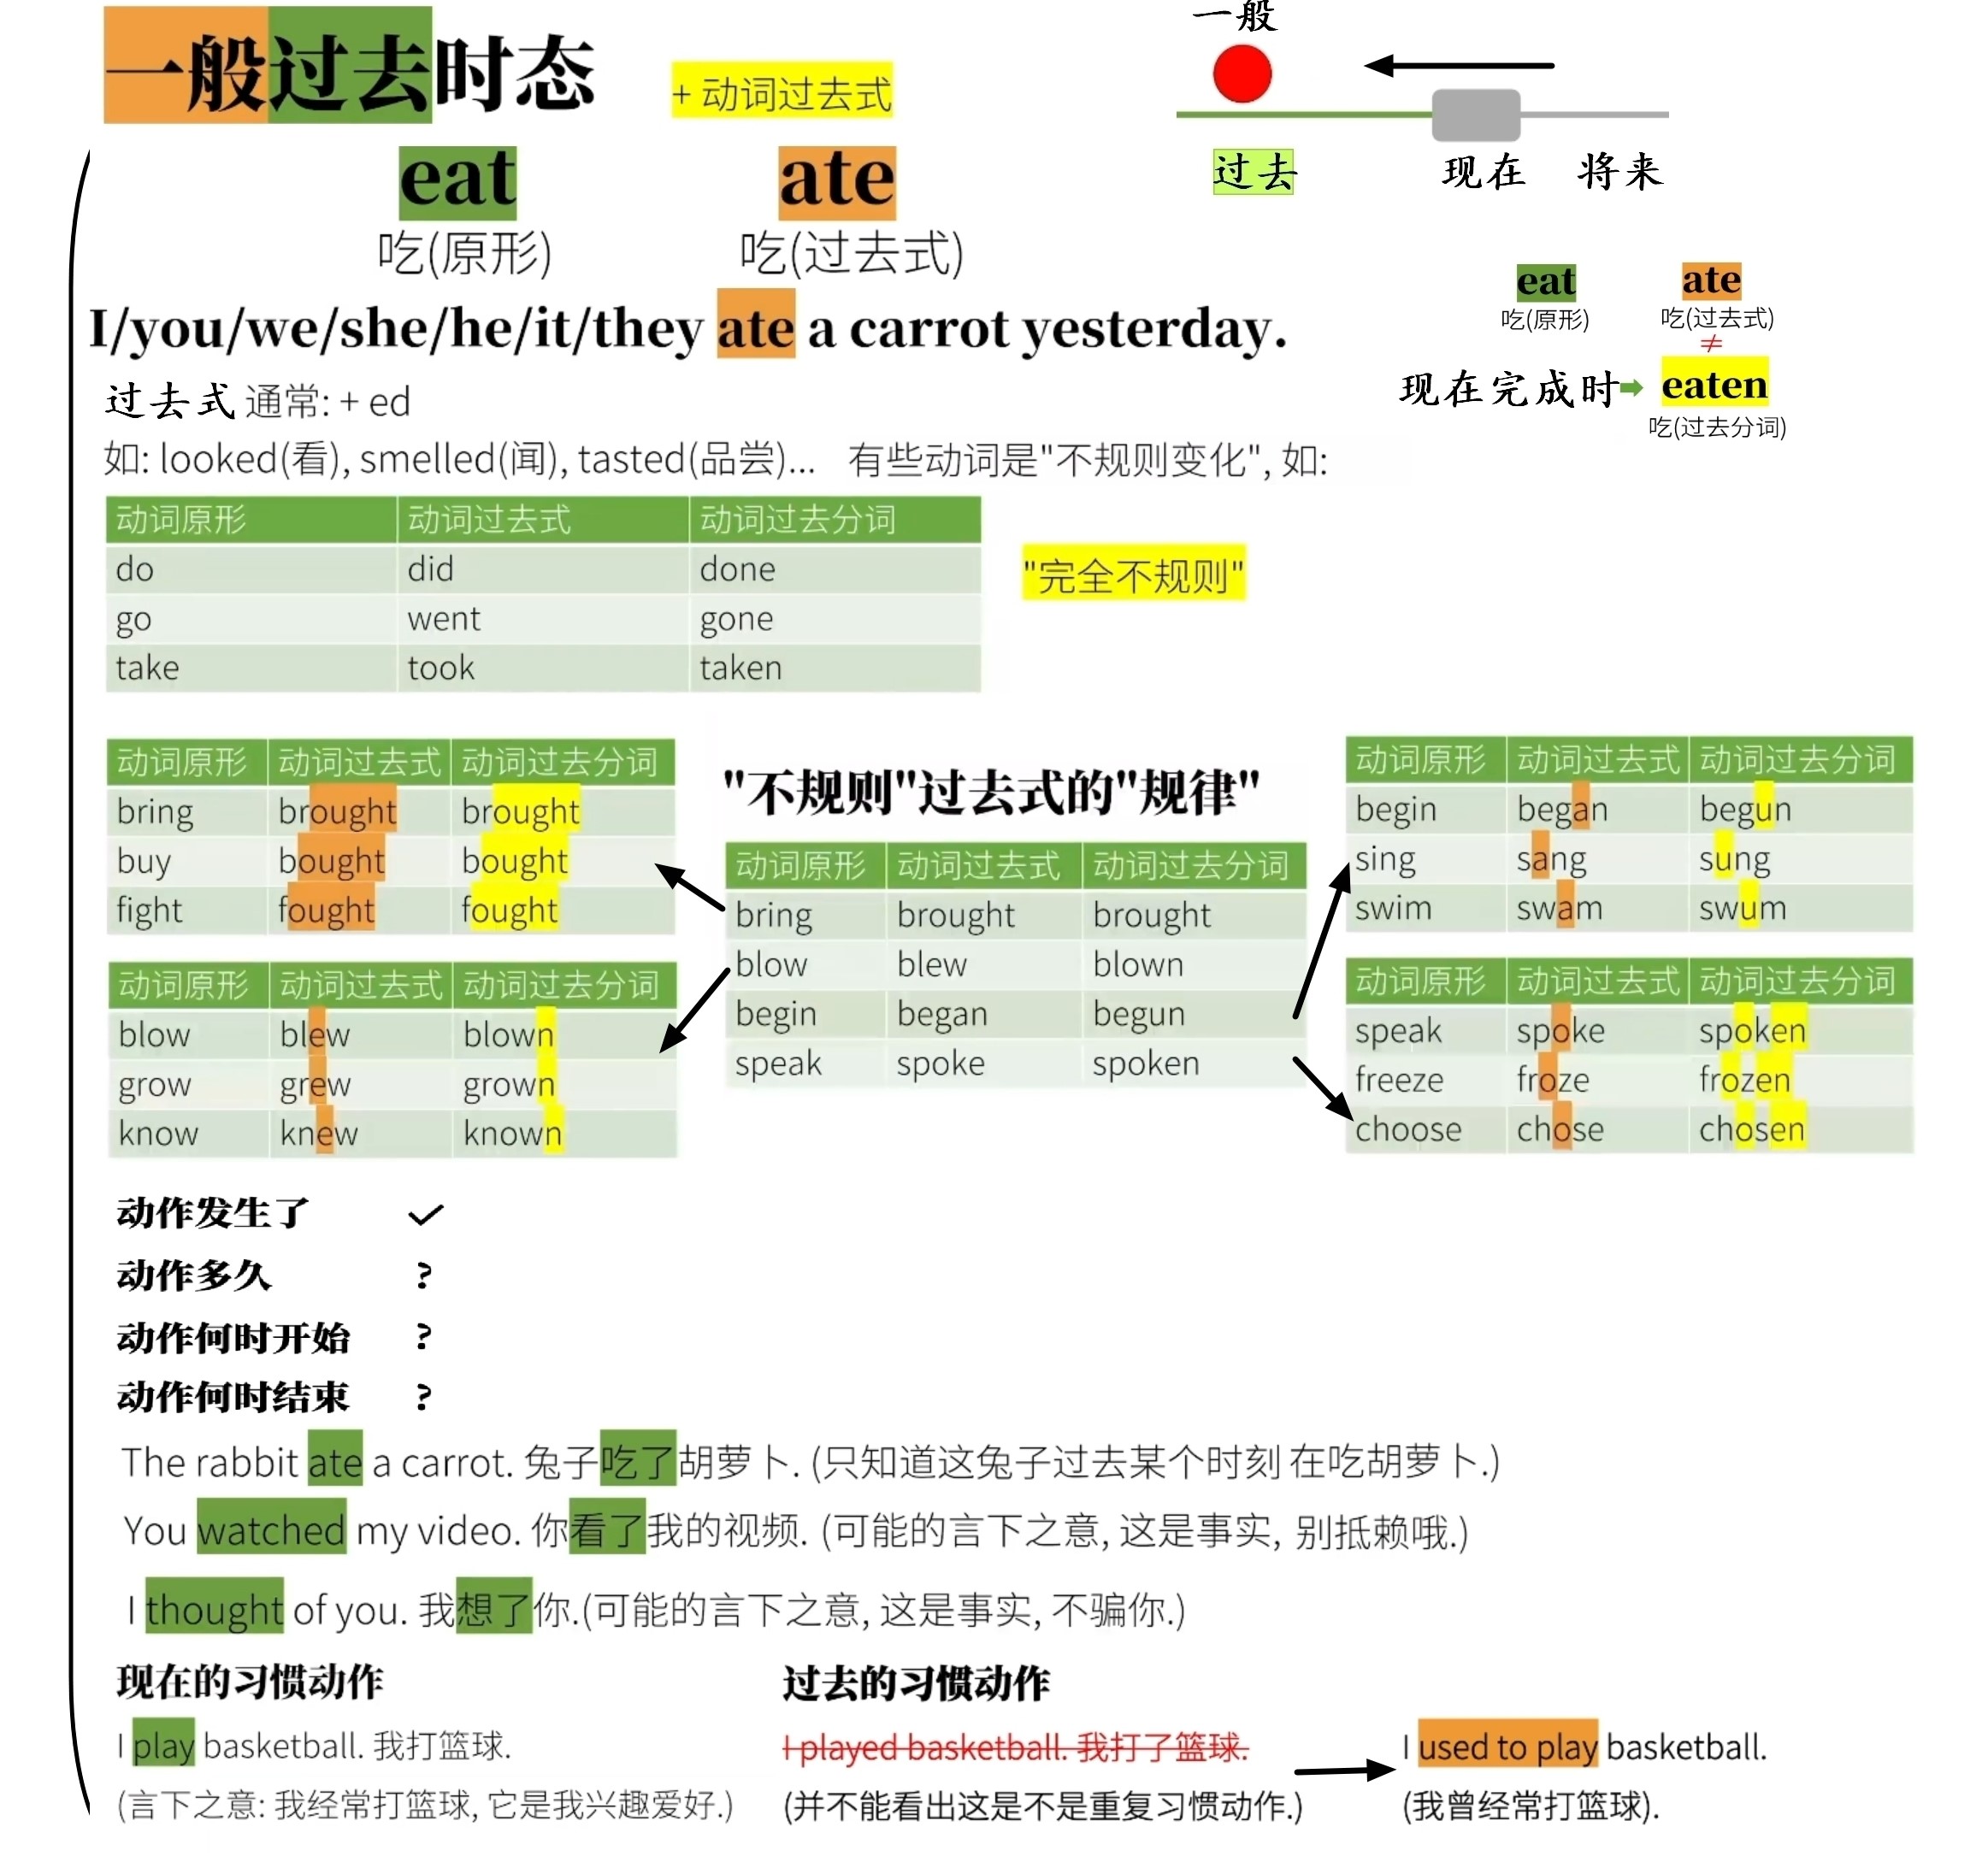 一般过去时态
+ 动词过去式
一般
过去
现在
将来
eat
ate
吃(原形)
吃(过去式)
I/you/we/she/he/it/they ate a carrot yesterday.
eat
ate
吃(原形)
吃(过去式)
≠
现在完成时
eaten
吃(过去分词)
过去式 通常: + ed
如: looked(看), smelled(闻), tasted(品尝)... 有些动词是"不规则变化", 如:
动词原形 动词过去式 动词过去分词
do did done
go went gone
take took taken
"完全不规则"
动词原形 动词过去式 动词过去分词
bring brought brought
buy bought bought
fight fought fought
动词原形 动词过去式 动词过去分词
blow blew blown
grow grew grown
know knew known
"不规则"过去式的"规律"
动词原形 动词过去式 动词过去分词
bring brought brought
blow blew blown
begin began begun
speak spoke spoken
动词原形 动词过去式 动词过去分词
begin began begun
sing sang sung
swim swam swum
动词原形 动词过去式 动词过去分词
speak spoke spoken
freeze froze frozen
choose chose chosen
动作发生了 ✓
动作多久 ?
动作何时开始 ?
动作何时结束 ?
The rabbit ate a carrot. 兔子吃了胡萝卜. (只知道这兔子过去某个时刻 在吃胡萝卜.)
You watched my video. 你看了我的视频. (可能的言下之意, 这是事实, 别抵赖哦.)
I thought of you. 我想了你.(可能的言下之意, 这是事实, 不骗你.)
现在的习惯动作
I play basketball. 我打篮球.
(言下之意: 我经常打篮球, 它是我兴趣爱好.)
过去的习惯动作
I played basketball. 我打了篮球.
(并不能看出这是不是重复习惯动作.)
I used to play basketball.
(我曾经常打篮球).